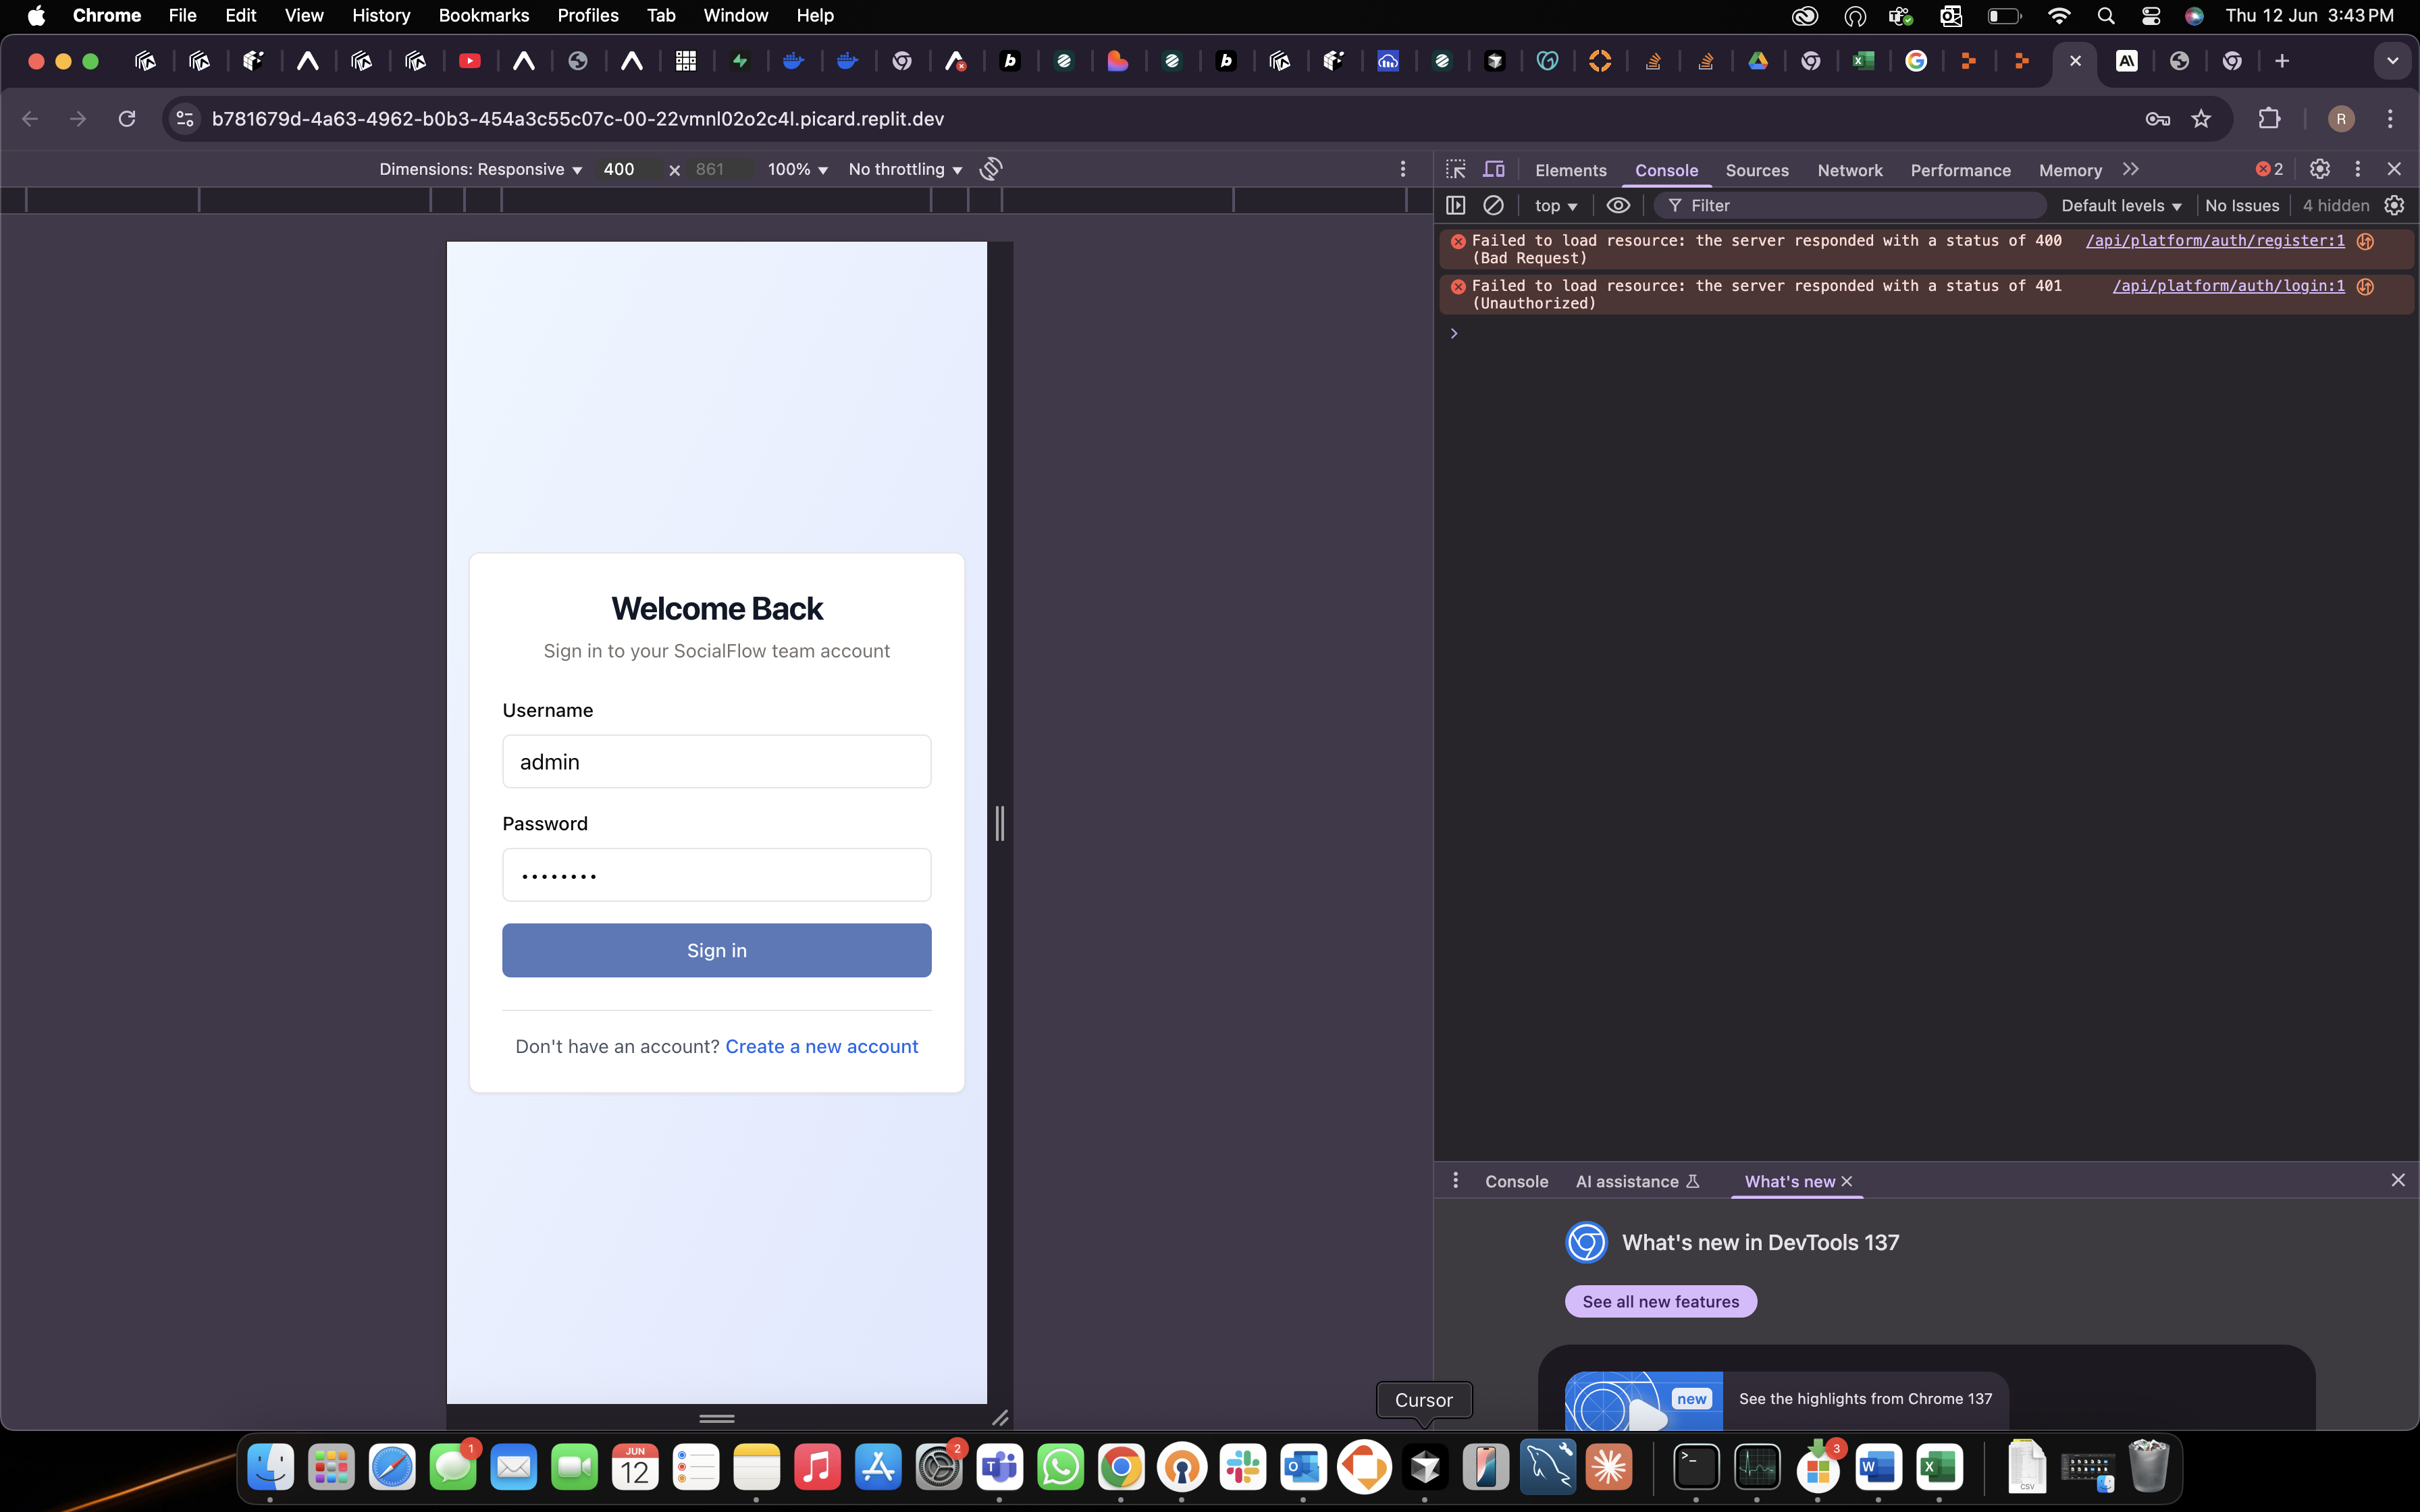 Chrome File Edit View History Bookmarks Profiles Tab Window Help Thu 12 Jun 3:43 PM
b781679d-4a63-4962-b0b3-454a3c55c07c-00-22vmnl02o2c4l.picard.replit.dev R
Dimensions: Responsive 400 × 861 100% No throttling
Elements Console Sources Network Performance Memory 2
top Filter Default levels No Issues 4 hidden
Failed to load resource: the server responded with a status of 400 /api/platform/auth/register:1
(Bad Request)
Failed to load resource: the server responded with a status of 401 /api/platform/auth/login:1
(Unauthorized)
Welcome Back
Sign in to your SocialFlow team account
Username
admin
Password
••••••••
Sign in
Don't have an account? Create a new account
Console AI assistance What's new
What's new in DevTools 137
See all new features
new See the highlights from Chrome 137
Cursor
1 JUN 12 2 3
CSV